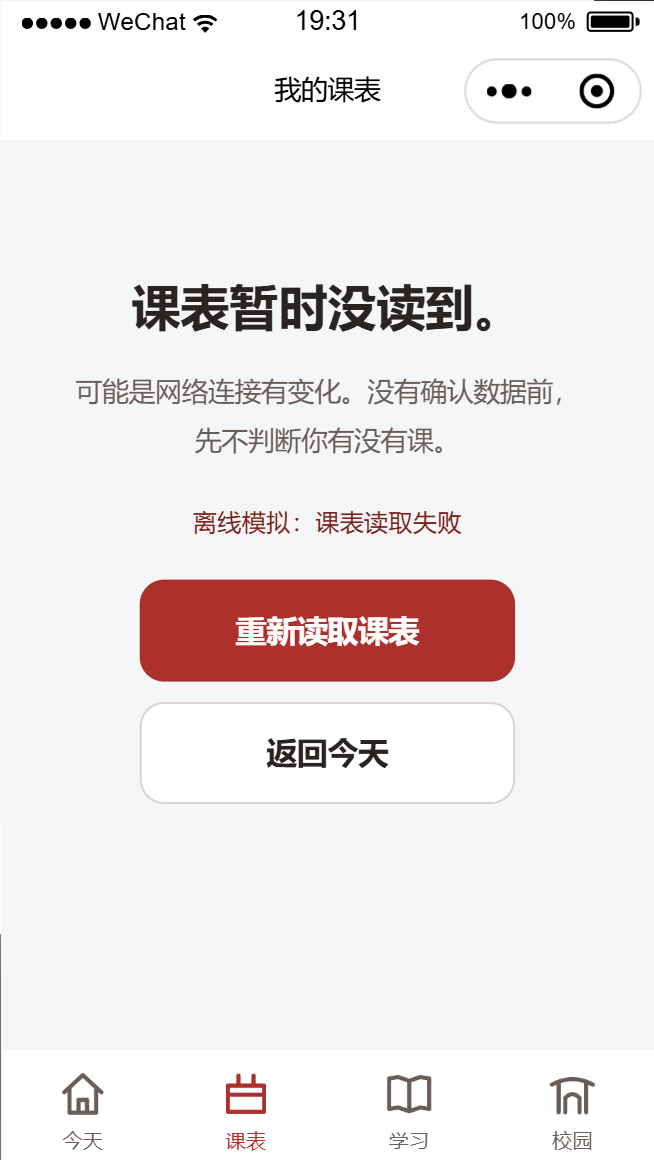 WeChat 19:31 100%
我的课表
课表暂时没读到。
可能是网络连接有变化。没有确认数据前，
先不判断你有没有课。
离线模拟：课表读取失败
重新读取课表
返回今天
今天 课表 学习 校园